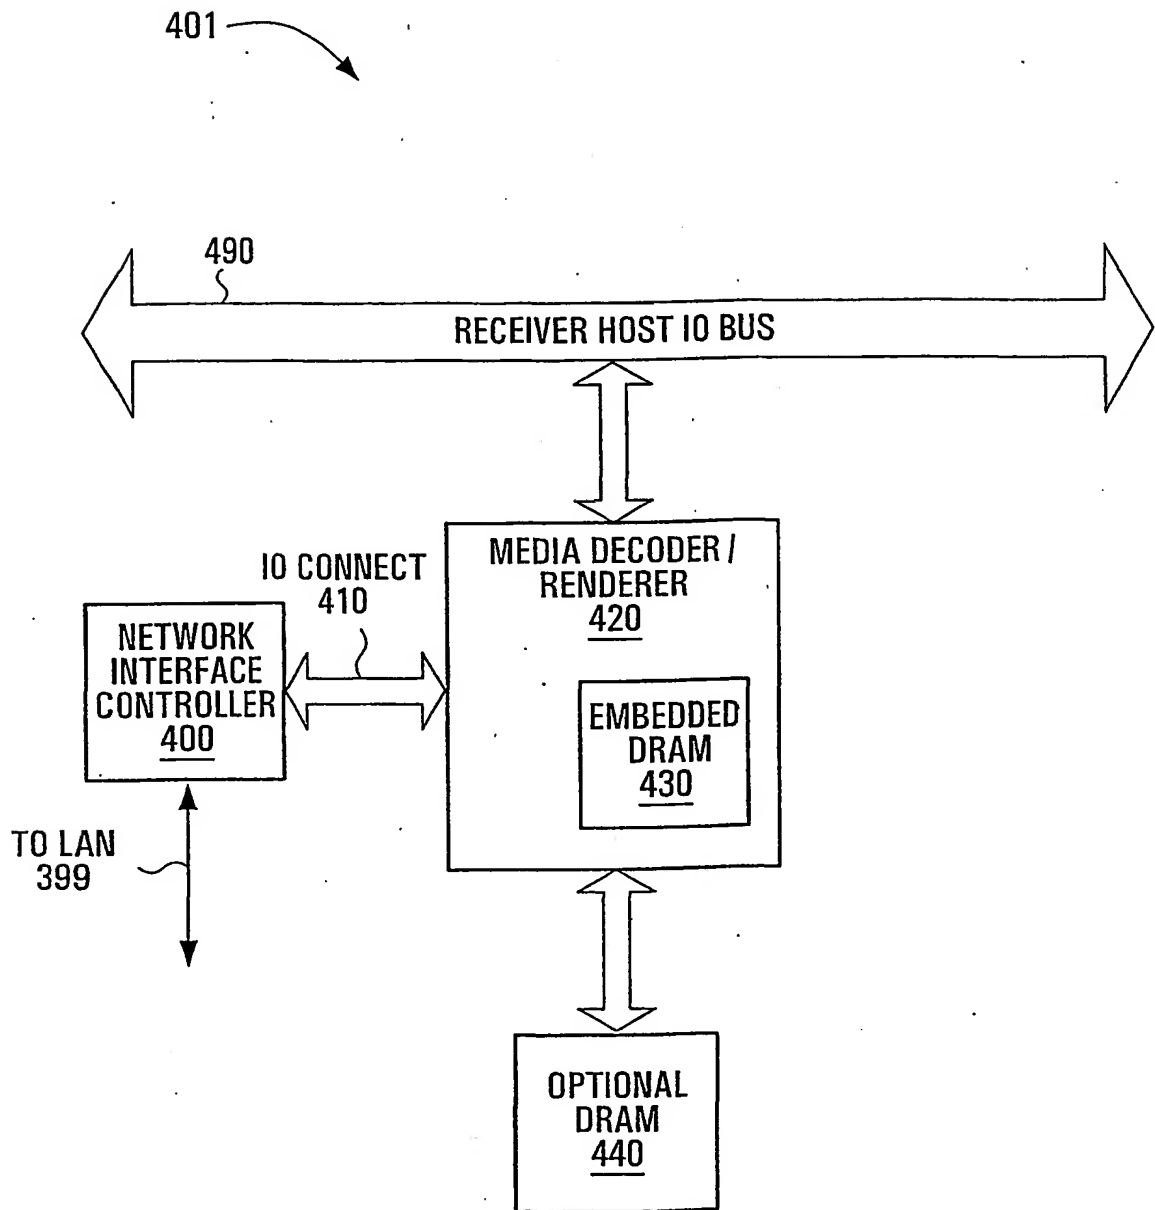 401
490
RECEIVER HOST IO BUS
MEDIA DECODER /
RENDERER
420
IO CONNECT
410
NETWORK
INTERFACE
CONTROLLER
400
EMBEDDED
DRAM
430
TO LAN
399
OPTIONAL
DRAM
440